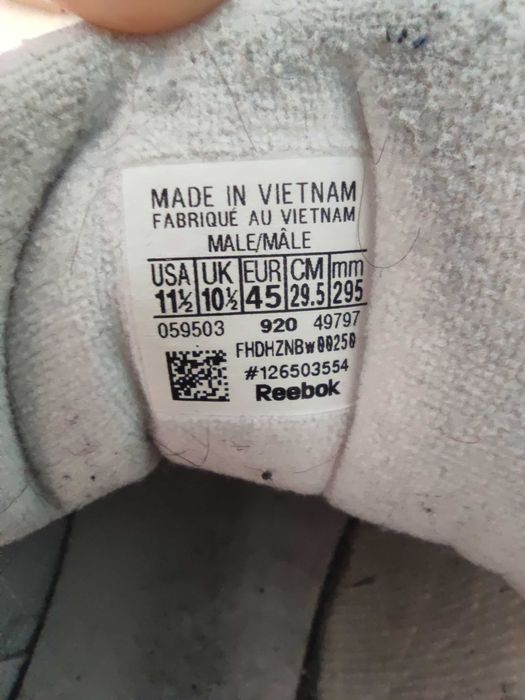 MADE IN VIETNAM
FABRIQUÉ AU VIETNAM
MALE/MÂLE
USA UK EUR CM mm
11½ 10½ 45 29.5 295
059503 920 49797
FHDHZNBw00250
#126503554
Reebok